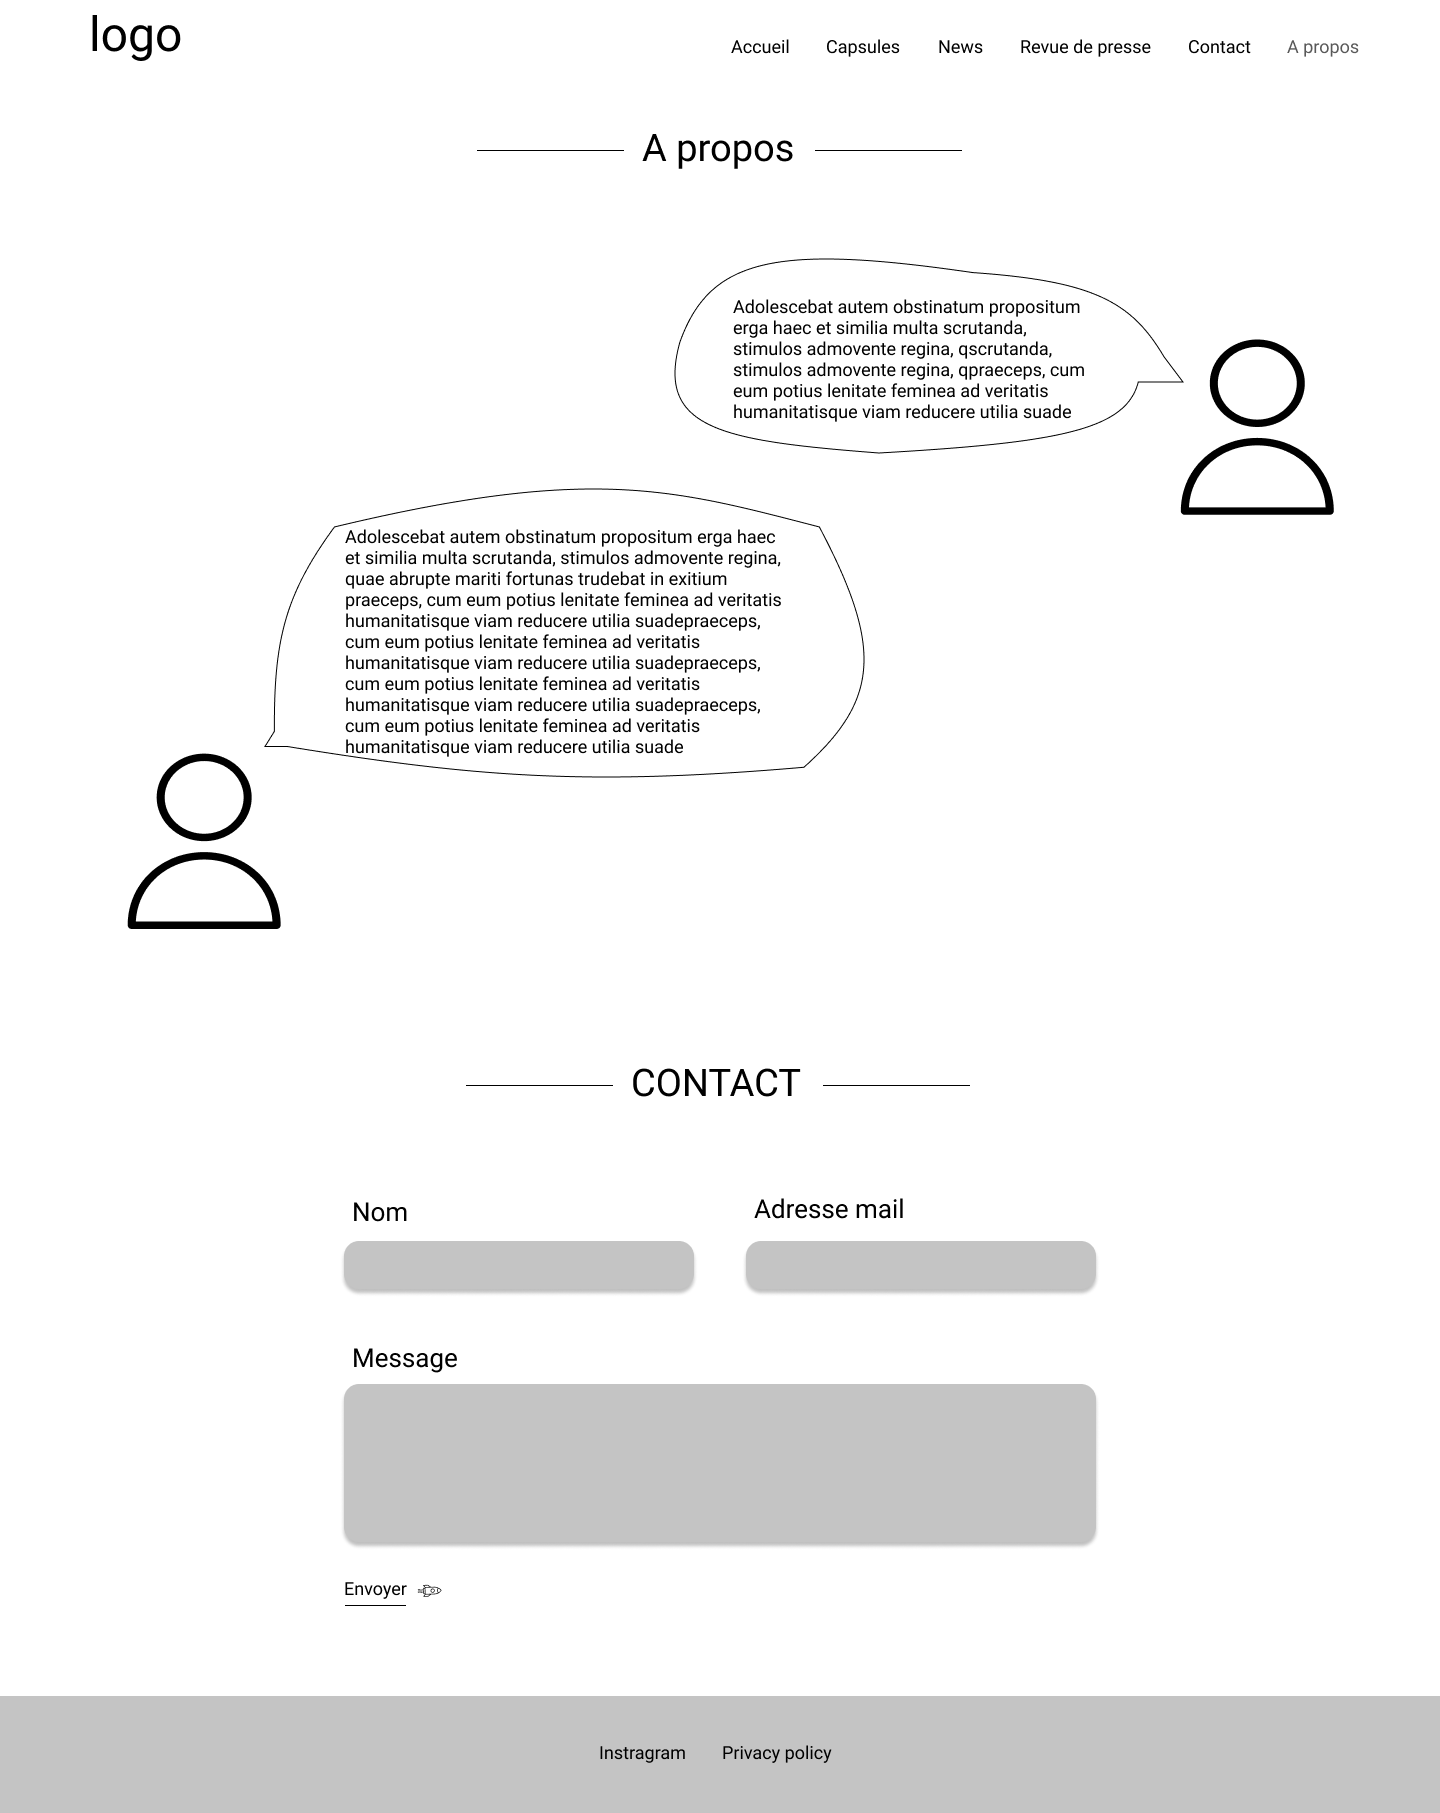 logo
Accueil Capsules News Revue de presse Contact A propos
A propos
Adolescebat autem obstinatum propositum
erga haec et similia multa scrutanda,
stimulos admovente regina, qscrutanda,
stimulos admovente regina, qpraeceps, cum
eum potius lenitate feminea ad veritatis
humanitatisque viam reducere utilia suade
Adolescebat autem obstinatum propositum erga haec
et similia multa scrutanda, stimulos admovente regina,
quae abrupte mariti fortunas trudebat in exitium
praeceps, cum eum potius lenitate feminea ad veritatis
humanitatisque viam reducere utilia suadepraeceps,
cum eum potius lenitate feminea ad veritatis
humanitatisque viam reducere utilia suadepraeceps,
cum eum potius lenitate feminea ad veritatis
humanitatisque viam reducere utilia suadepraeceps,
cum eum potius lenitate feminea ad veritatis
humanitatisque viam reducere utilia suade
CONTACT
Nom
Adresse mail
Message
Envoyer
Instragram Privacy policy